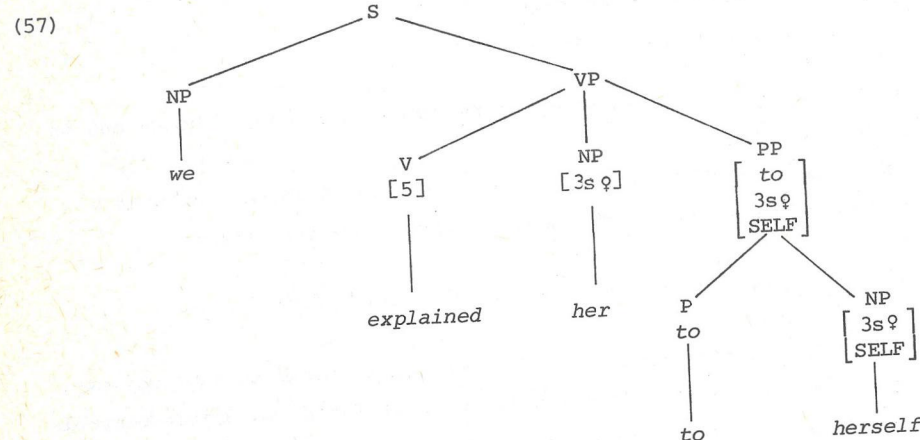 (57)
S
NP
VP
we
V
[5]
NP
[3s♀]
PP
[to
3s♀
SELF]
explained
her
P
to
NP
[3s♀
SELF]
to
herself